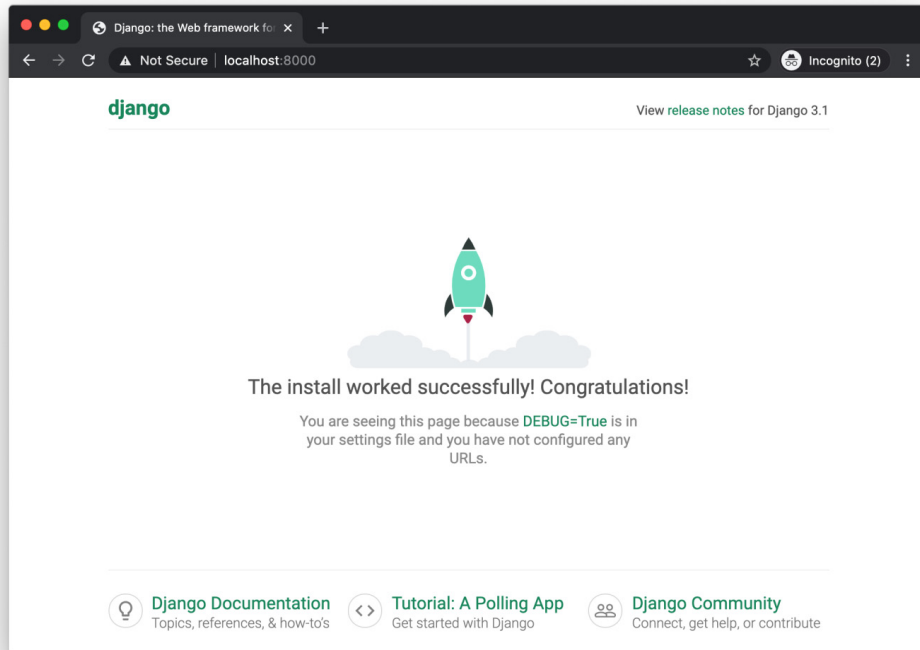 Django: the Web framework fo
Not Secure localhost:8000
Incognito (2)
django
View release notes for Django 3.1
The install worked successfully! Congratulations!
You are seeing this page because DEBUG=True is in
your settings file and you have not configured any
URLs.
Django Documentation
Topics, references, & how-to's
Tutorial: A Polling App
Get started with Django
Django Community
Connect, get help, or contribute